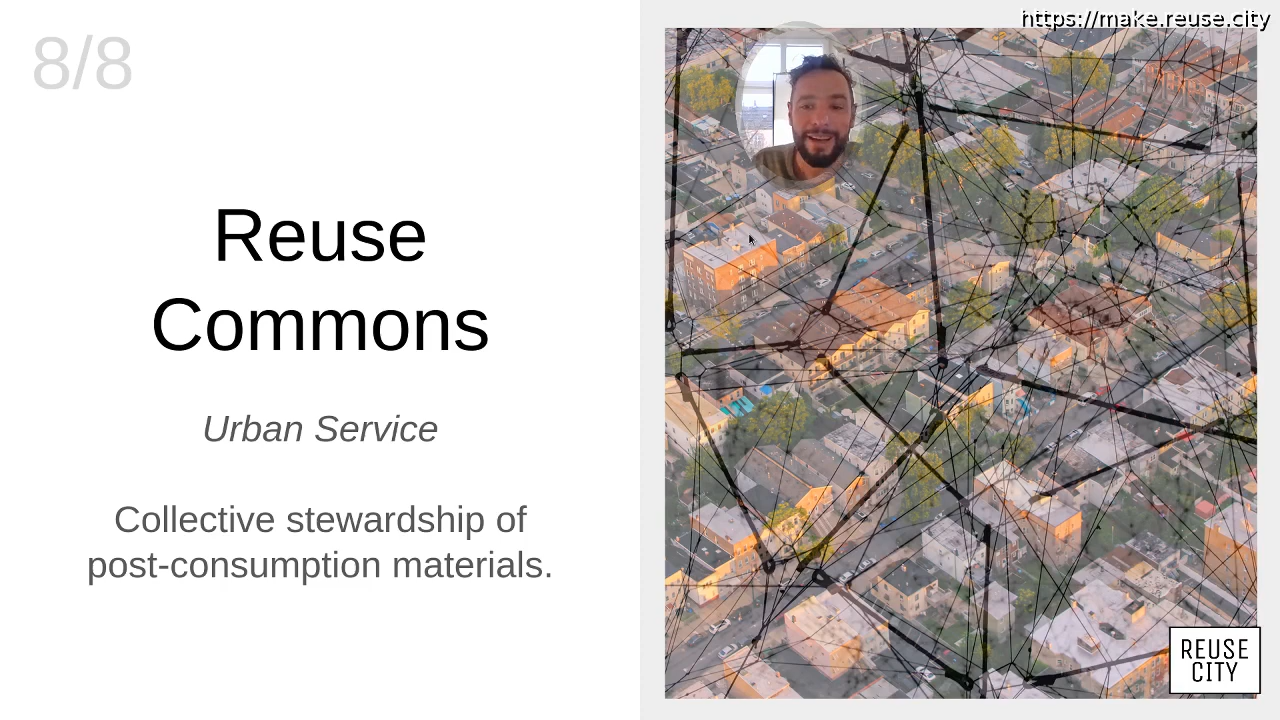 8/8
Reuse
Commons
Urban Service
Collective stewardship of
post-consumption materials.
https://make.reuse.city
REUSE
CITY